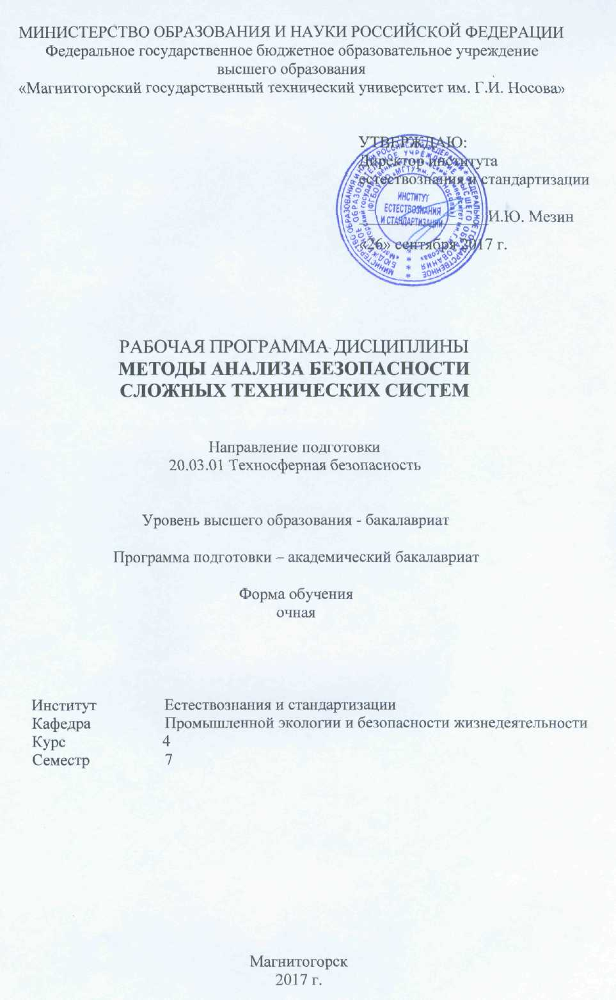 МИНИСТЕРСТВО ОБРАЗОВАНИЯ И НАУКИ РОССИЙСКОЙ ФЕДЕРАЦИИ
Федеральное государственное бюджетное образовательное учреждение
высшего образования
«Магнитогорский государственный технический университет им. Г.И. Носова»
УТВЕРЖДАЮ:
Директор института
естествознания и стандартизации
И.Ю. Мезин
«26» сентября 2017 г.
ИНСТИТУТ
ЕСТЕСТВОЗНАНИЯ
И СТАНДАРТИЗАЦИИ
РАБОЧАЯ ПРОГРАММА ДИСЦИПЛИНЫ
МЕТОДЫ АНАЛИЗА БЕЗОПАСНОСТИ
СЛОЖНЫХ ТЕХНИЧЕСКИХ СИСТЕМ
Направление подготовки
20.03.01 Техносферная безопасность
Уровень высшего образования - бакалавриат
Программа подготовки – академический бакалавриат
Форма обучения
очная
Институт Естествознания и стандартизации
Кафедра Промышленной экологии и безопасности жизнедеятельности
Курс 4
Семестр 7
Магнитогорск
2017 г.